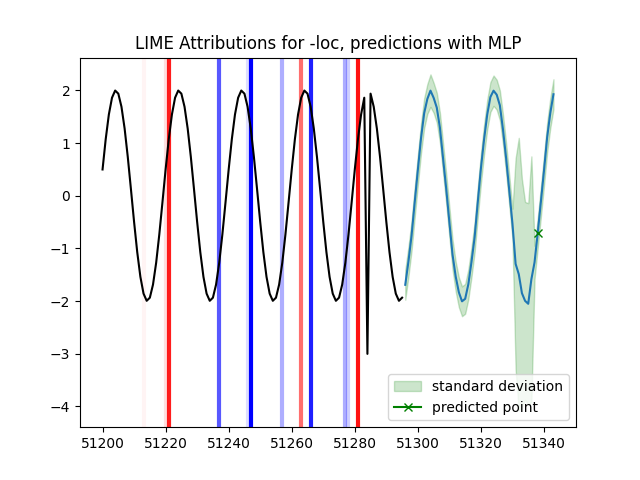 LIME Attributions for -loc, predictions with MLP
2
1
0
−1
−2
−3
−4
standard deviation
predicted point
51200 51220 51240 51260 51280 51300 51320 51340